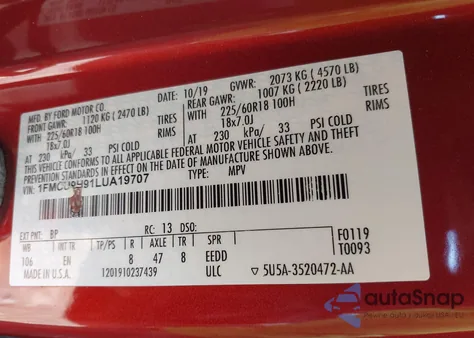 MFD. BY FORD MOTOR CO.
10/19 GVWR: 2073 KG ( 4570 LB)
FRONT GAWR: 1120 KG ( 2470 LB) REAR GAWR: 1007 KG ( 2220 LB)
225/60R18 100H TIRES 225/60R18 100H TIRES
18x7.0J RIMS 18x7.0J RIMS
AT 230 kPa/ 33 PSI COLD AT 230 kPa/ 33 PSI COLD
THIS VEHICLE CONFORMS TO ALL APPLICABLE FEDERAL MOTOR VEHICLE SAFETY AND BUMPER
STANDARDS IN EFFECT ON THE DATE OF MANUFACTURE SHOWN ABOVE.
VIN: 1FMCU9H91LUA19707
TYPE: MPV
EXT PNT: BP RC: 13 DSO: F0119
WB INT TR TP/PS R AXLE TR SPR T0093
106 EN 8 47 8 EEDD
MADE IN U.S.A. 1201910237439 ULC 5U5A-3S20472-AA
autoSnap